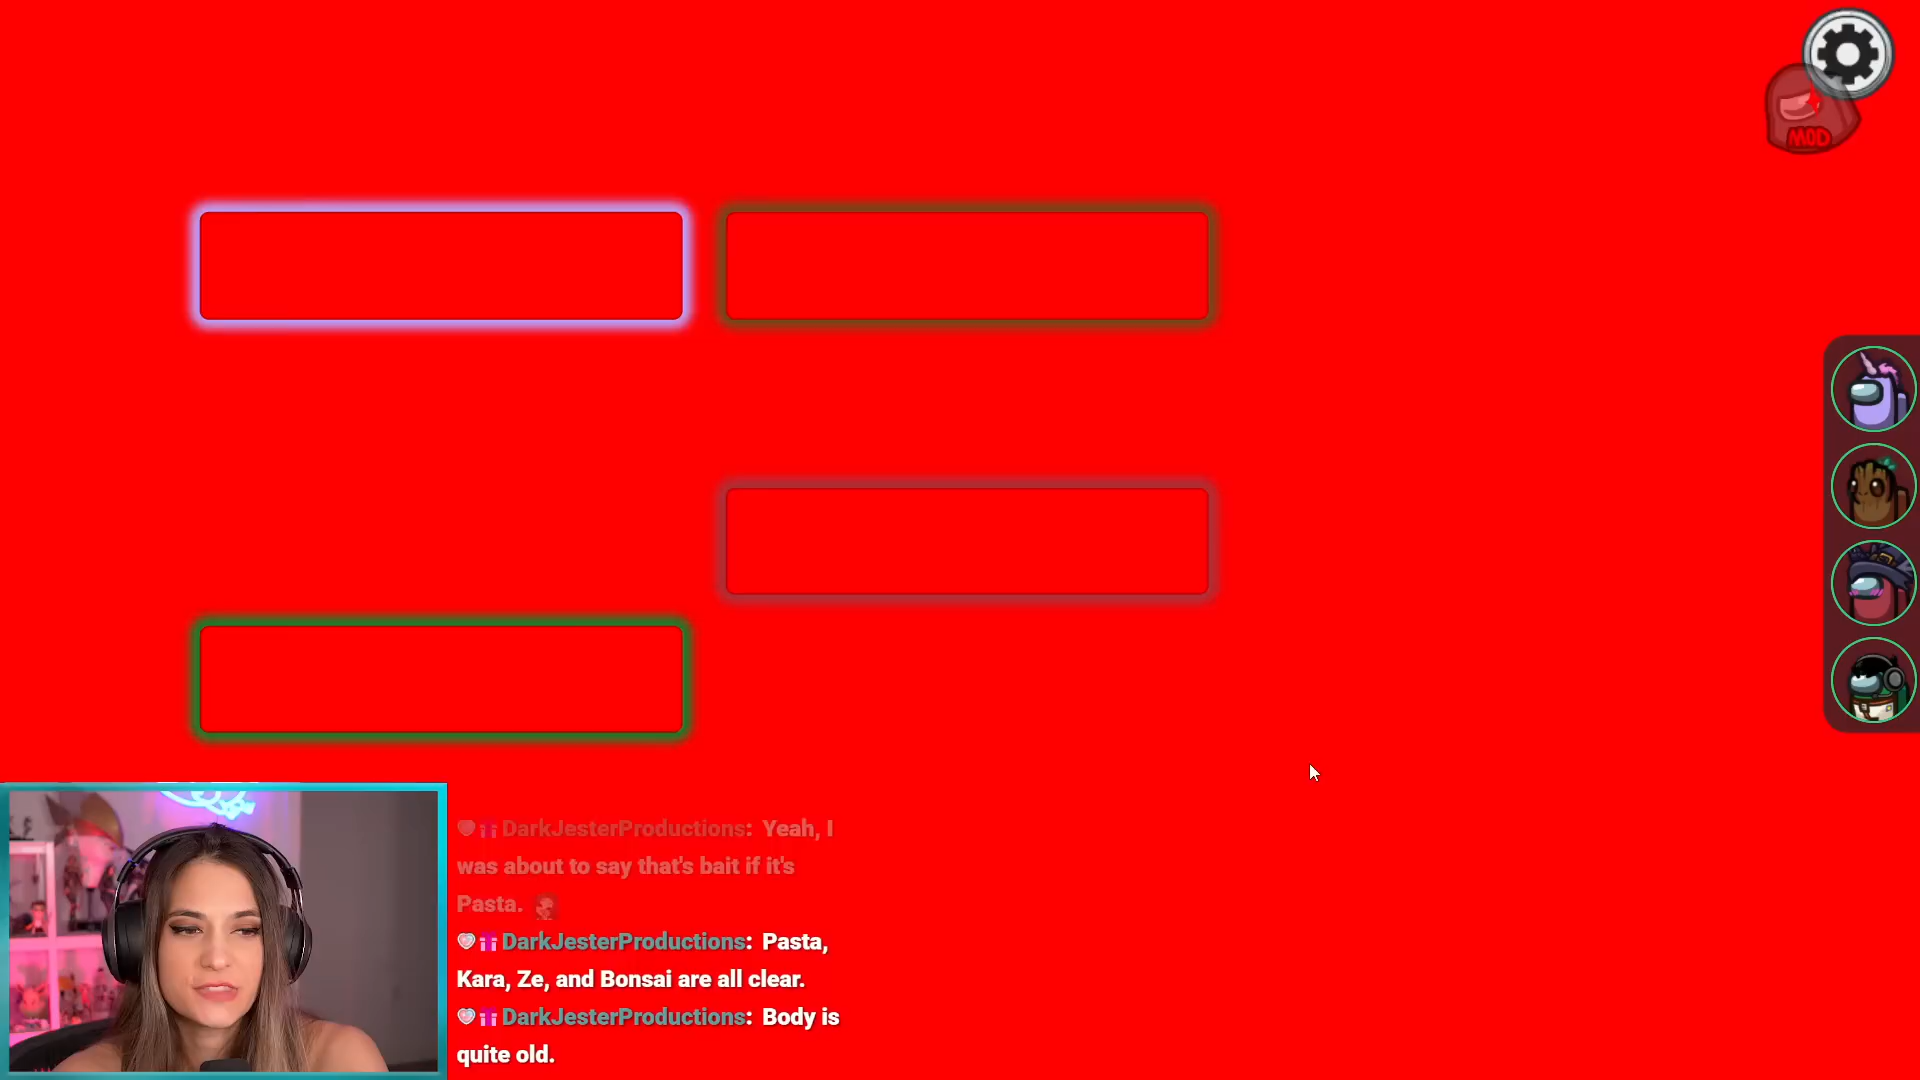 MOD
DarkJesterProductions: Yeah, I
was about to say that's bait if it's
Pasta.
DarkJesterProductions: Pasta,
Kara, Ze, and Bonsai are all clear.
DarkJesterProductions: Body is
quite old.